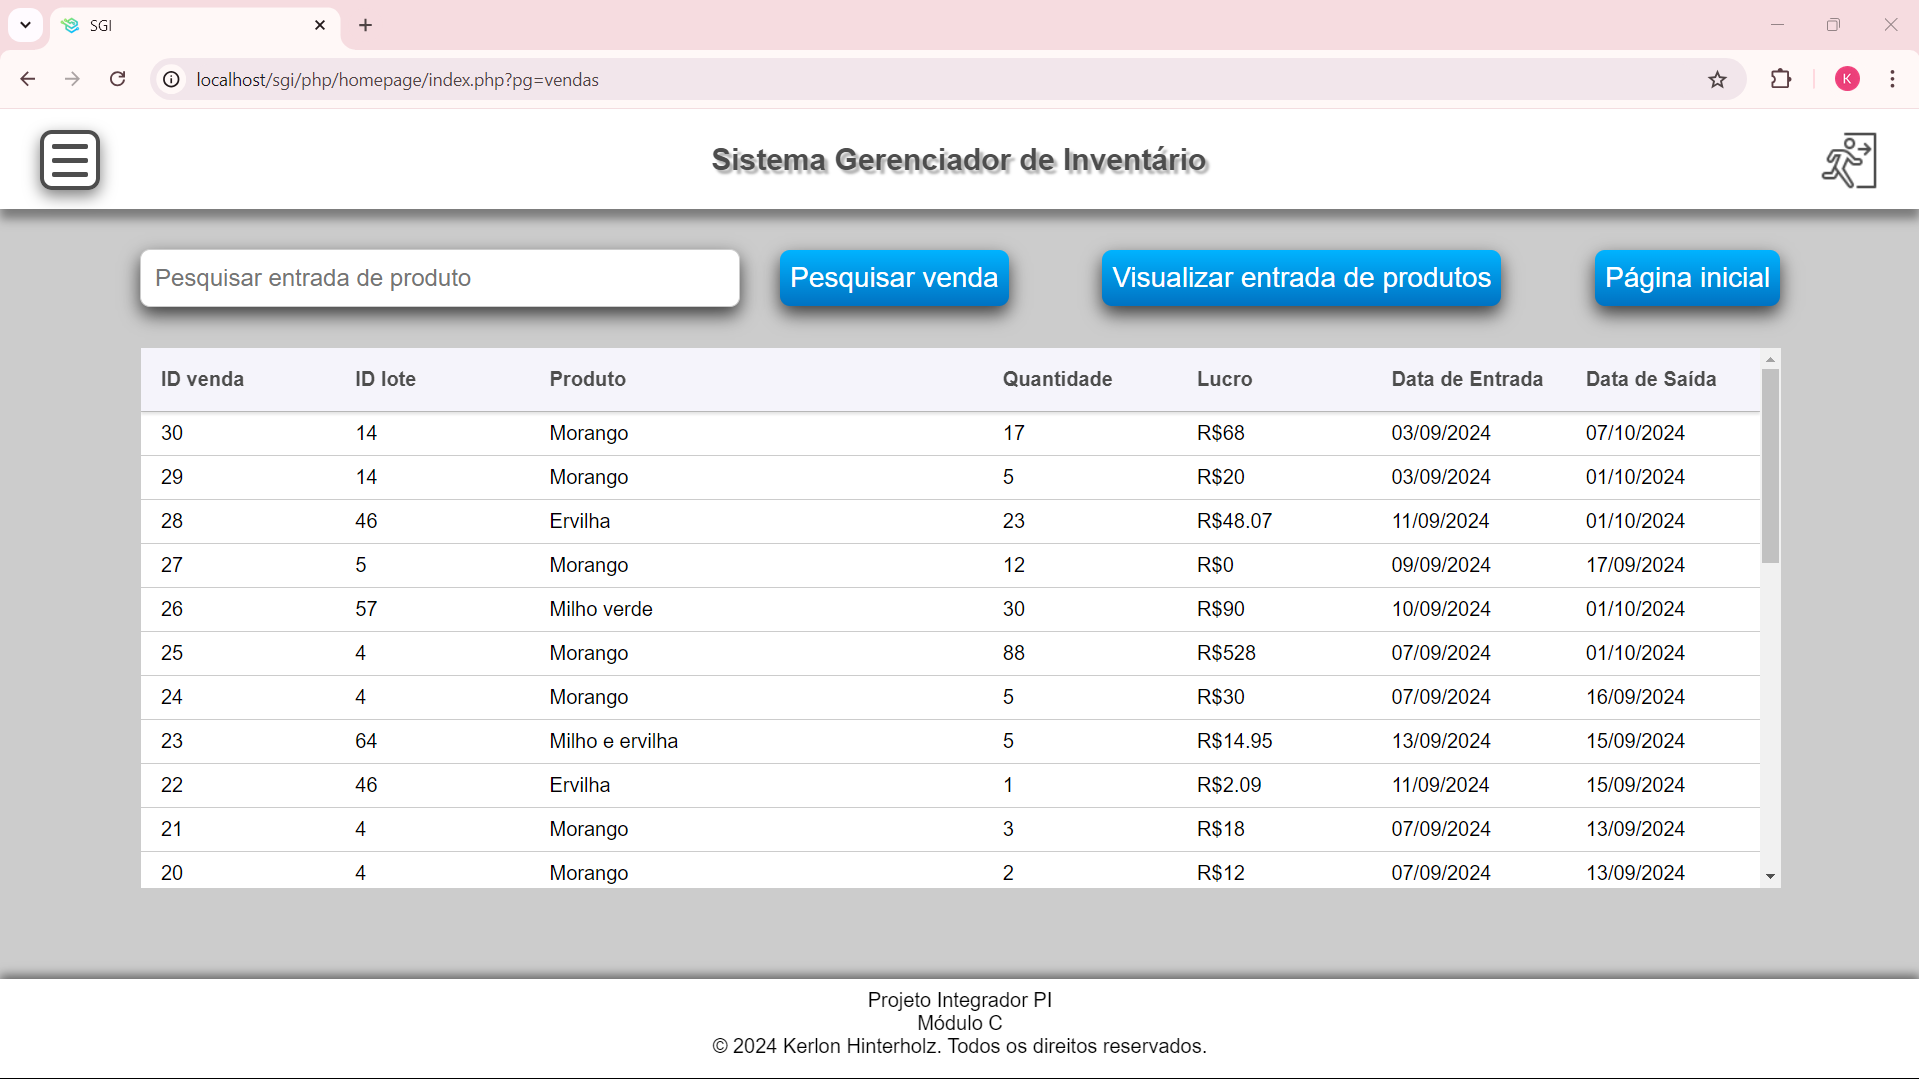 SGI
localhost/sgi/php/homepage/index.php?pg=vendas
K
Sistema Gerenciador de Inventário
Pesquisar entrada de produto
Pesquisar venda
Visualizar entrada de produtos
Página inicial
ID venda ID lote Produto Quantidade Lucro Data de Entrada Data de Saída
30 14 Morango 17 R$68 03/09/2024 07/10/2024
29 14 Morango 5 R$20 03/09/2024 01/10/2024
28 46 Ervilha 23 R$48.07 11/09/2024 01/10/2024
27 5 Morango 12 R$0 09/09/2024 17/09/2024
26 57 Milho verde 30 R$90 10/09/2024 01/10/2024
25 4 Morango 88 R$528 07/09/2024 01/10/2024
24 4 Morango 5 R$30 07/09/2024 16/09/2024
23 64 Milho e ervilha 5 R$14.95 13/09/2024 15/09/2024
22 46 Ervilha 1 R$2.09 11/09/2024 15/09/2024
21 4 Morango 3 R$18 07/09/2024 13/09/2024
20 4 Morango 2 R$12 07/09/2024 13/09/2024
Projeto Integrador PI
Módulo C
© 2024 Kerlon Hinterholz. Todos os direitos reservados.